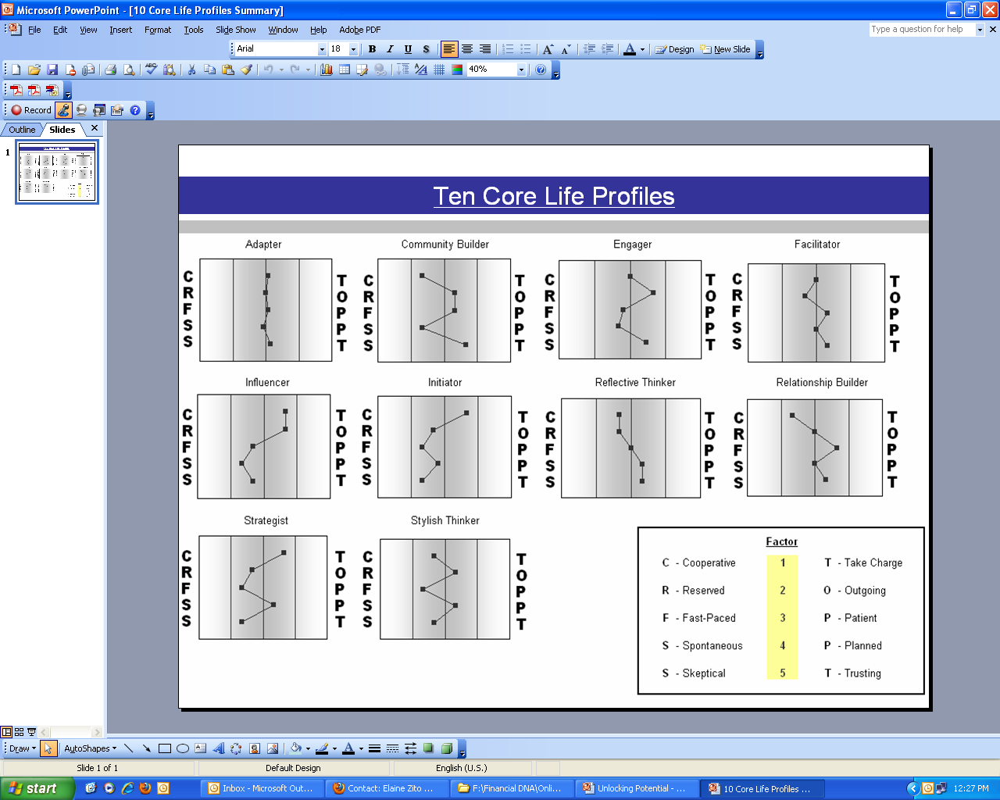 Microsoft PowerPoint - [10 Core Life Profiles Summary]
File Edit View Insert Format Tools Slide Show Window Help Adobe PDF
Type a question for help
Arial 18 B I U S A A A Design New Slide
ABC 40%
Record
Outline Slides
1
Ten Core Life Profiles
Adapter Community Builder Engager Facilitator
C T C T C T C T
R O R O R O R O
F P F P F P F P
S P S P S P S P
S T S T S T S T
Influencer Initiator Reflective Thinker Relationship Builder
C T C T C T C T
R O R O R O R O
F P F P F P F P
S P S P S P S P
S T S T S T S T
Strategist Stylish Thinker
C T C T
R O R O
F P F P
S P S P
S T S T
Factor
C - Cooperative 1 T - Take Charge
R - Reserved 2 O - Outgoing
F - Fast-Paced 3 P - Patient
S - Spontaneous 4 P - Planned
S - Skeptical 5 T - Trusting
Draw AutoShapes A A
Slide 1 of 1 Default Design English (U.S.)
start Inbox - Microsoft Out... Contact: Elaine Zito ... F:\Financial DNA\Onli... Unlocking Potential - ... 10 Core Life Profiles ... 12:27 PM